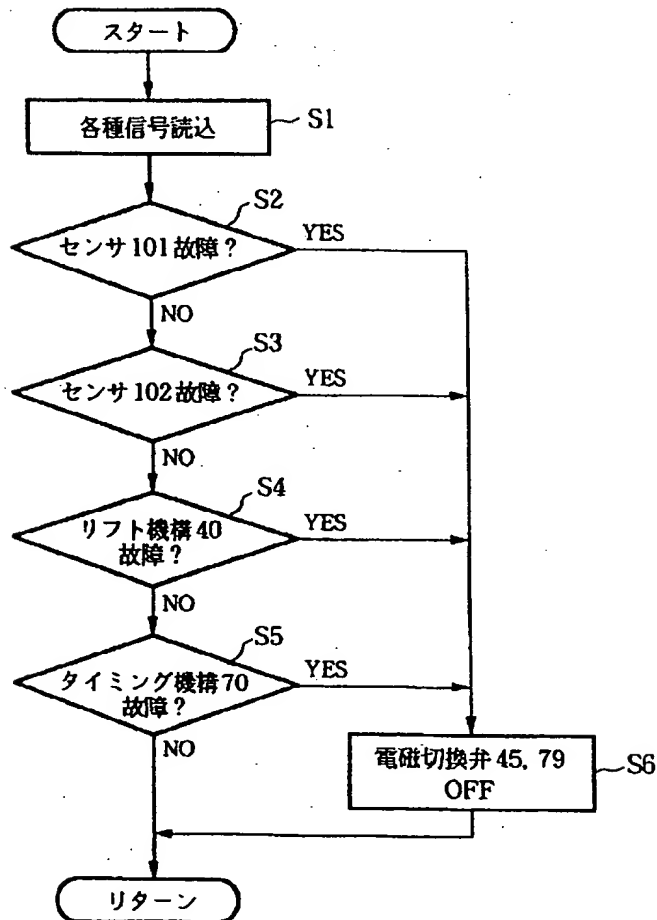 スタート
各種信号読込
S1
S2
センサ101故障?
YES
NO
S3
センサ102故障?
YES
NO
S4
リフト機構40
故障?
YES
NO
S5
タイミング機構70
故障?
YES
NO
電磁切換弁45, 79
OFF
S6
リターン